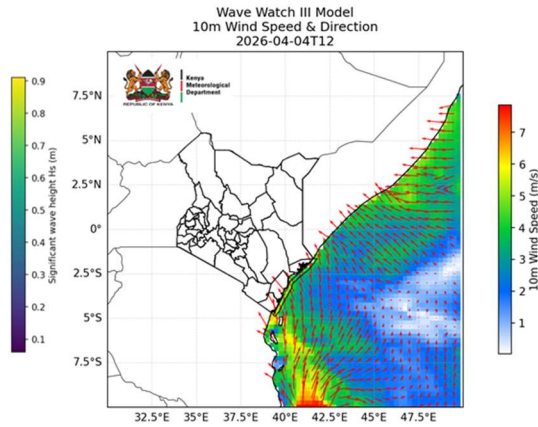 Wave Watch III Model
10m Wind Speed & Direction
2026-04-04T12
Kenya
Meteorological
Department
REPUBLIC OF KENYA
7.5°N
5°N
2.5°N
0°
2.5°S
5°S
7.5°S
32.5°E 35°E 37.5°E 40°E 42.5°E 45°E 47.5°E
0.9
0.8
0.7
0.6
0.5
0.4
0.3
0.2
0.1
Significant wave height Hs (m)
7
6
5
4
3
2
1
10m Wind Speed (m/s)